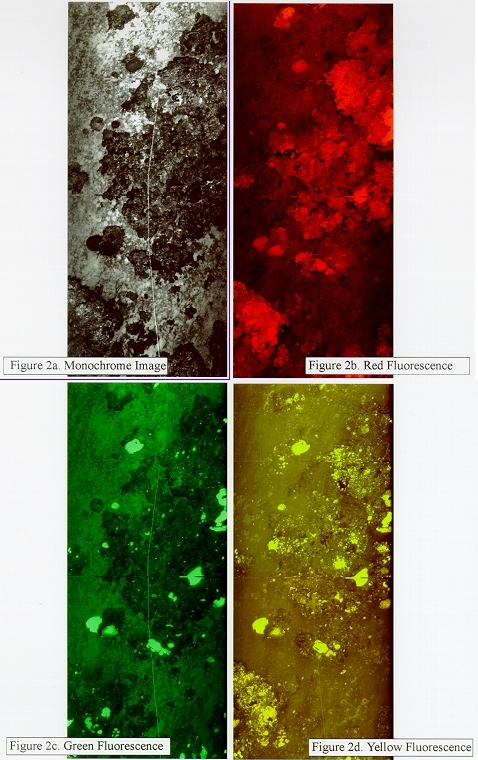 Figure 2a. Monochrome Image
Figure 2b. Red Fluorescence
Figure 2c. Green Fluorescence
Figure 2d. Yellow Fluorescence